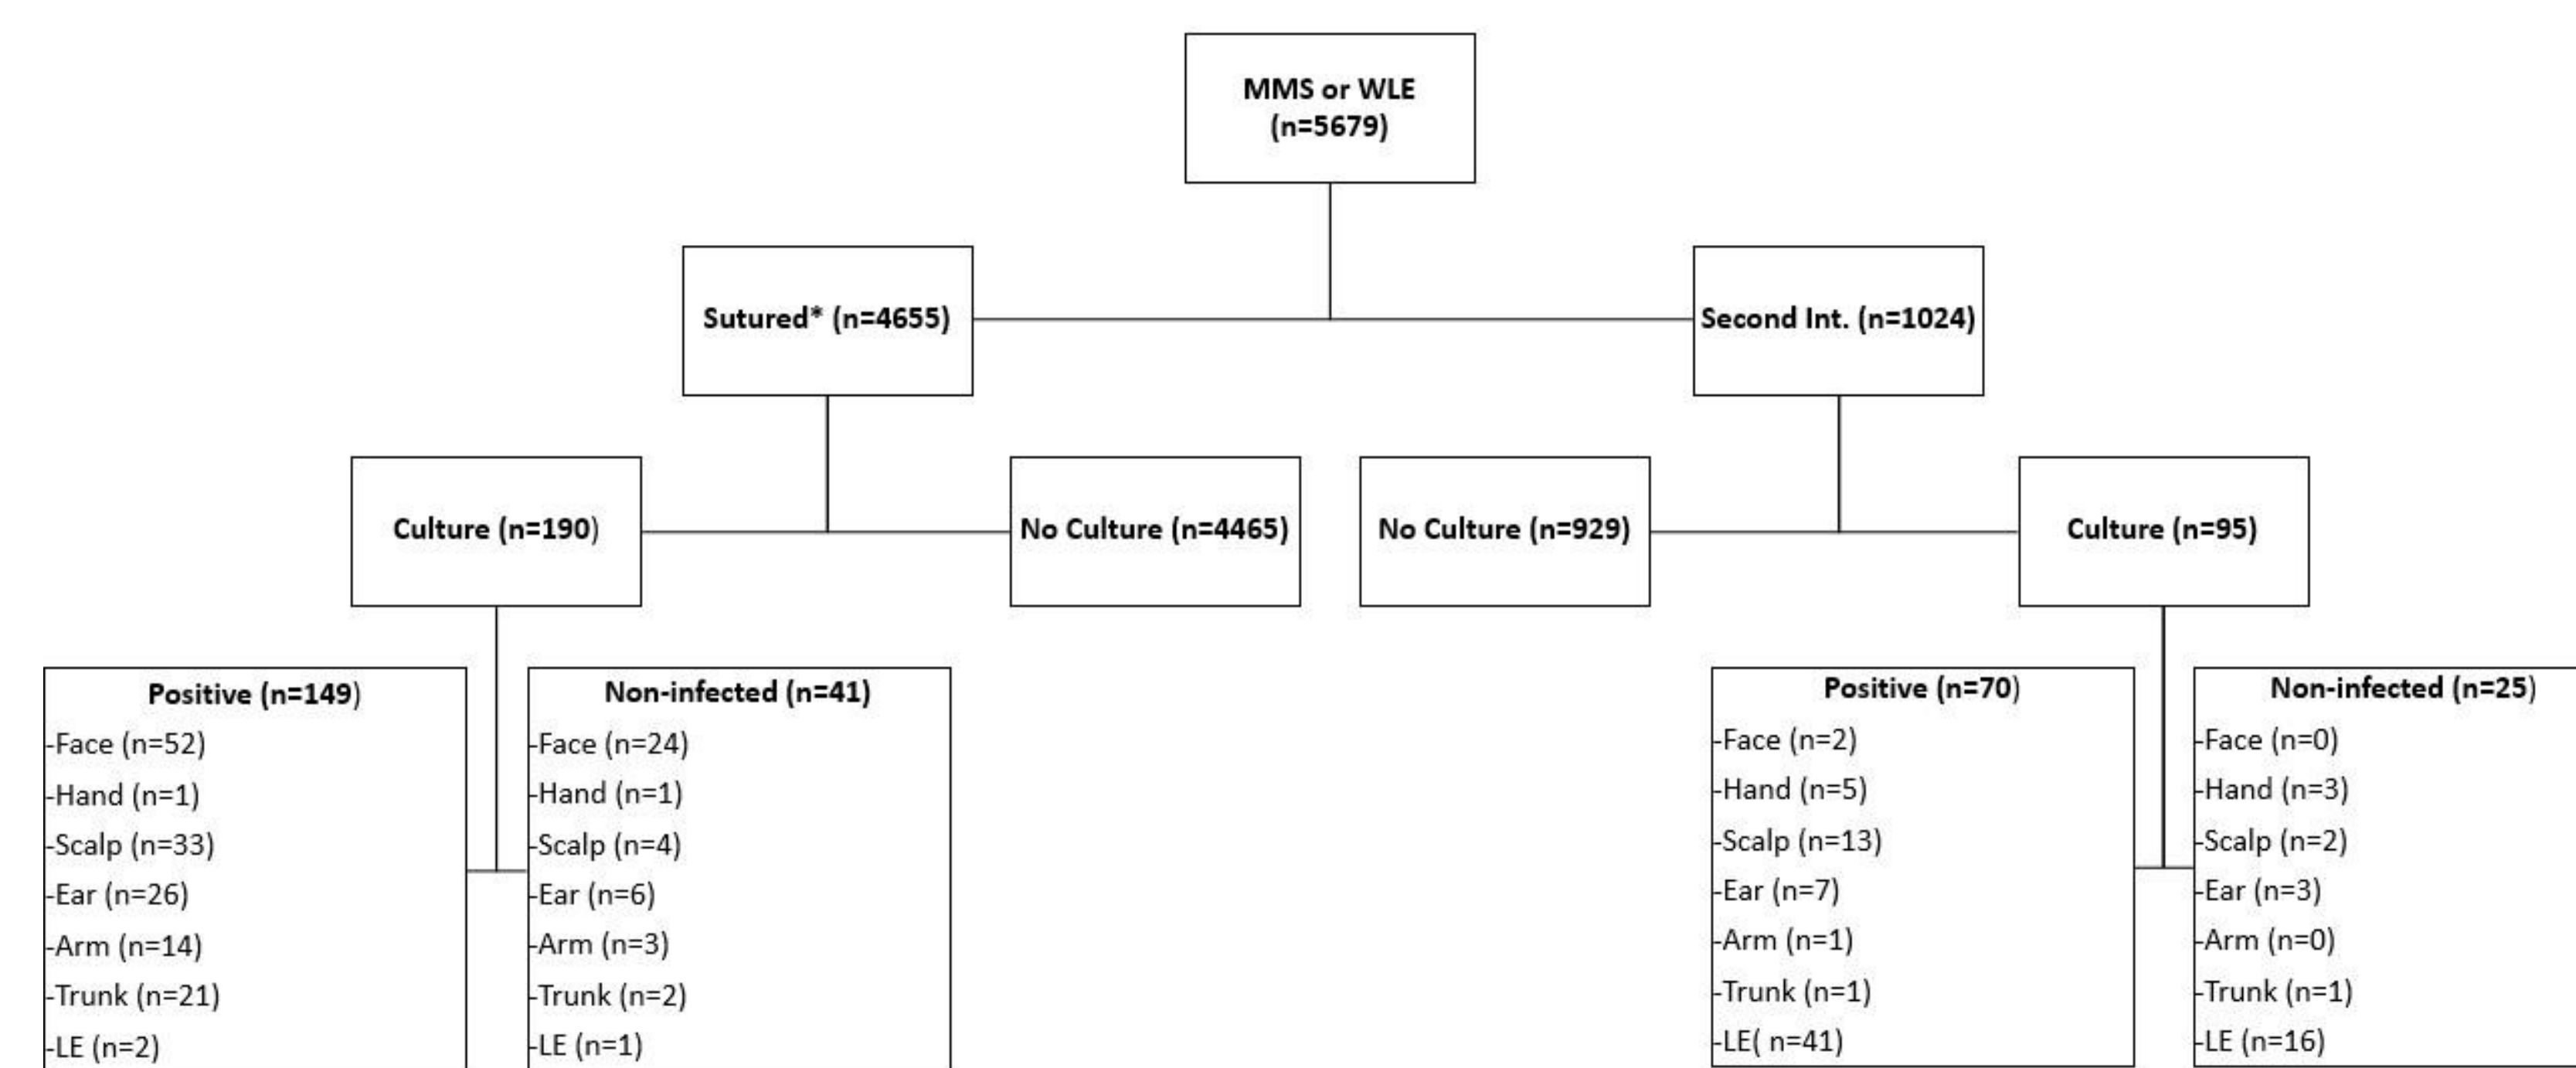 MMS or WLE
(n=5679)
Sutured* (n=4655)
Second Int. (n=1024)
Culture (n=190)
No Culture (n=4465)
No Culture (n=929)
Culture (n=95)
Positive (n=149)
-Face (n=52)
-Hand (n=1)
-Scalp (n=33)
-Ear (n=26)
-Arm (n=14)
-Trunk (n=21)
-LE (n=2)
Non-infected (n=41)
-Face (n=24)
-Hand (n=1)
-Scalp (n=4)
-Ear (n=6)
-Arm (n=3)
-Trunk (n=2)
-LE (n=1)
Positive (n=70)
-Face (n=2)
-Hand (n=5)
-Scalp (n=13)
-Ear (n=7)
-Arm (n=1)
-Trunk (n=1)
-LE( n=41)
Non-infected (n=25)
-Face (n=0)
-Hand (n=3)
-Scalp (n=2)
-Ear (n=3)
-Arm (n=0)
-Trunk (n=1)
-LE (n=16)